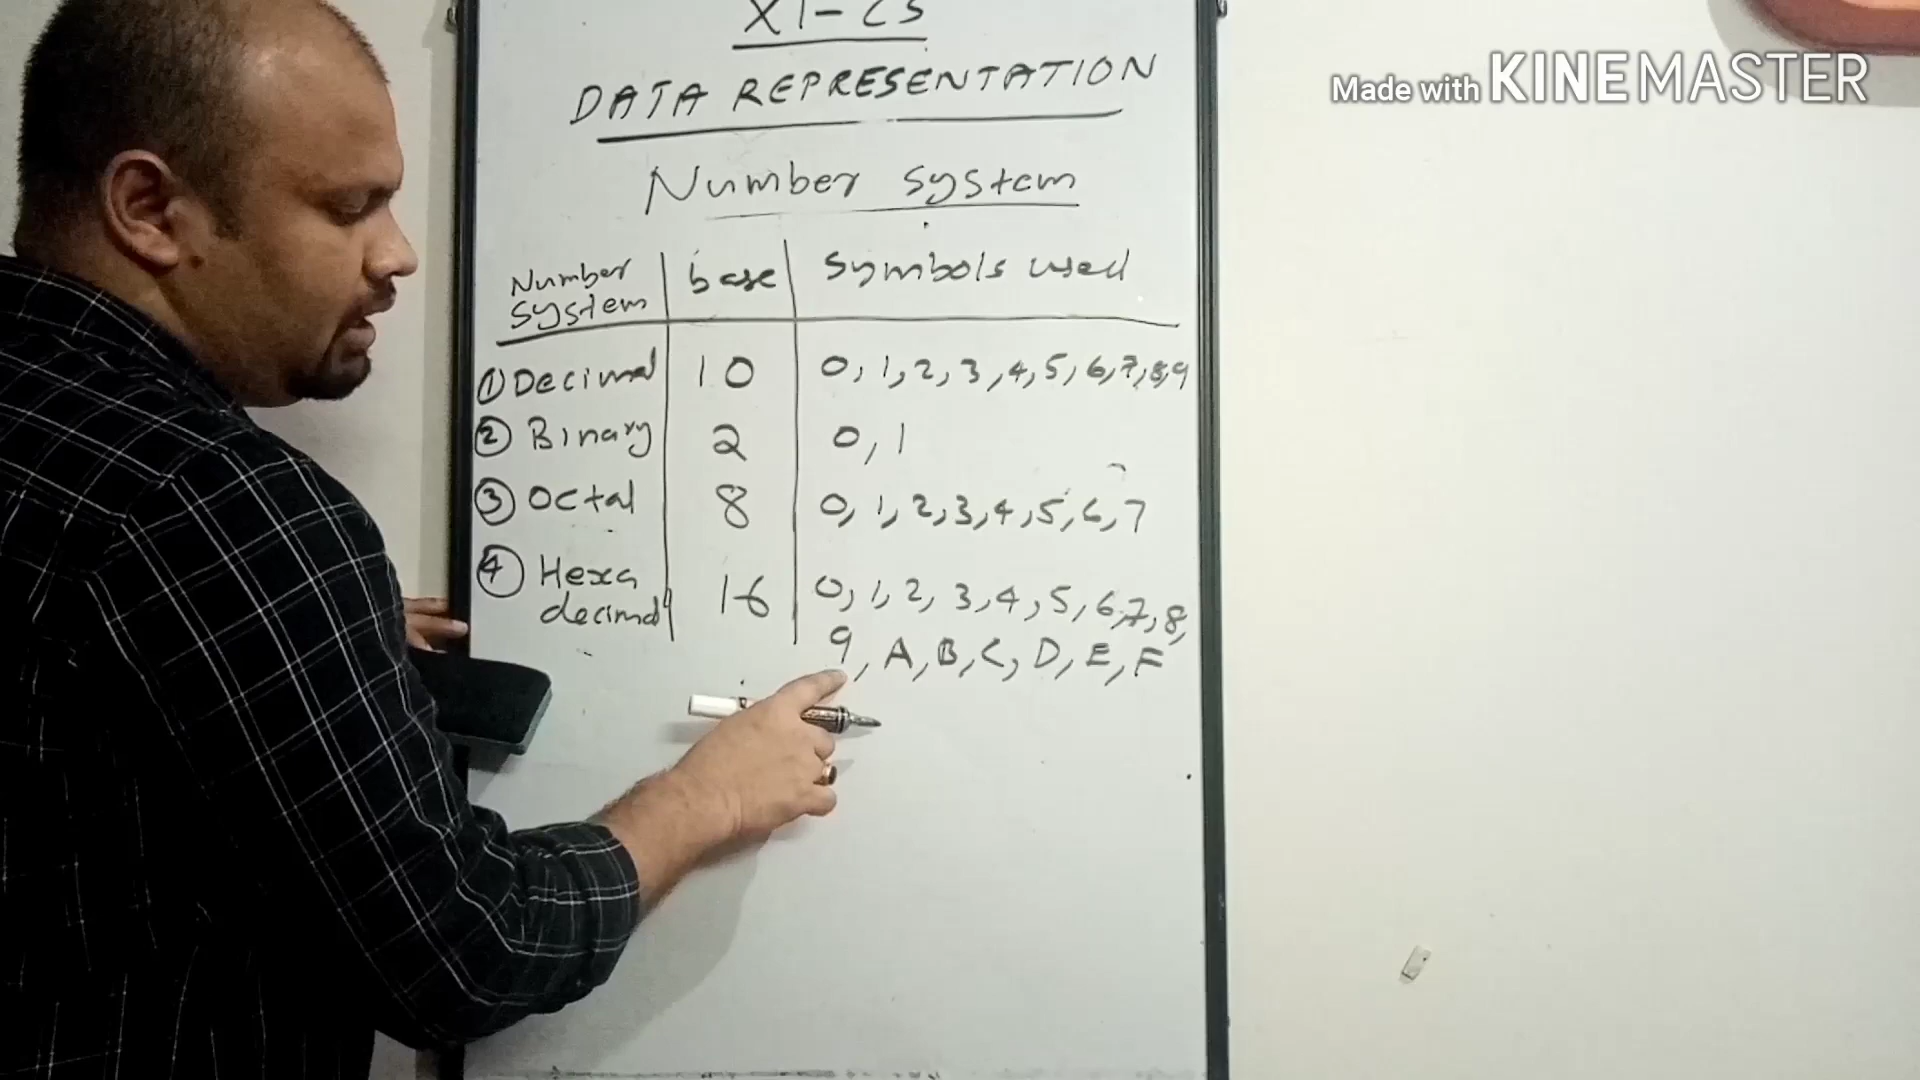 XI-CS
Made with KINEMASTER
DATA REPRESENTATION
Number system
Number system | base | symbols used
① Decimal | 10 | 0, 1, 2, 3, 4, 5, 6, 7, 8, 9
② Binary | 2 | 0, 1
③ Octal | 8 | 0, 1, 2, 3, 4, 5, 6, 7
④ Hexa decimal | 16 | 0, 1, 2, 3, 4, 5, 6, 7, 8,
9, A, B, C, D, E, F